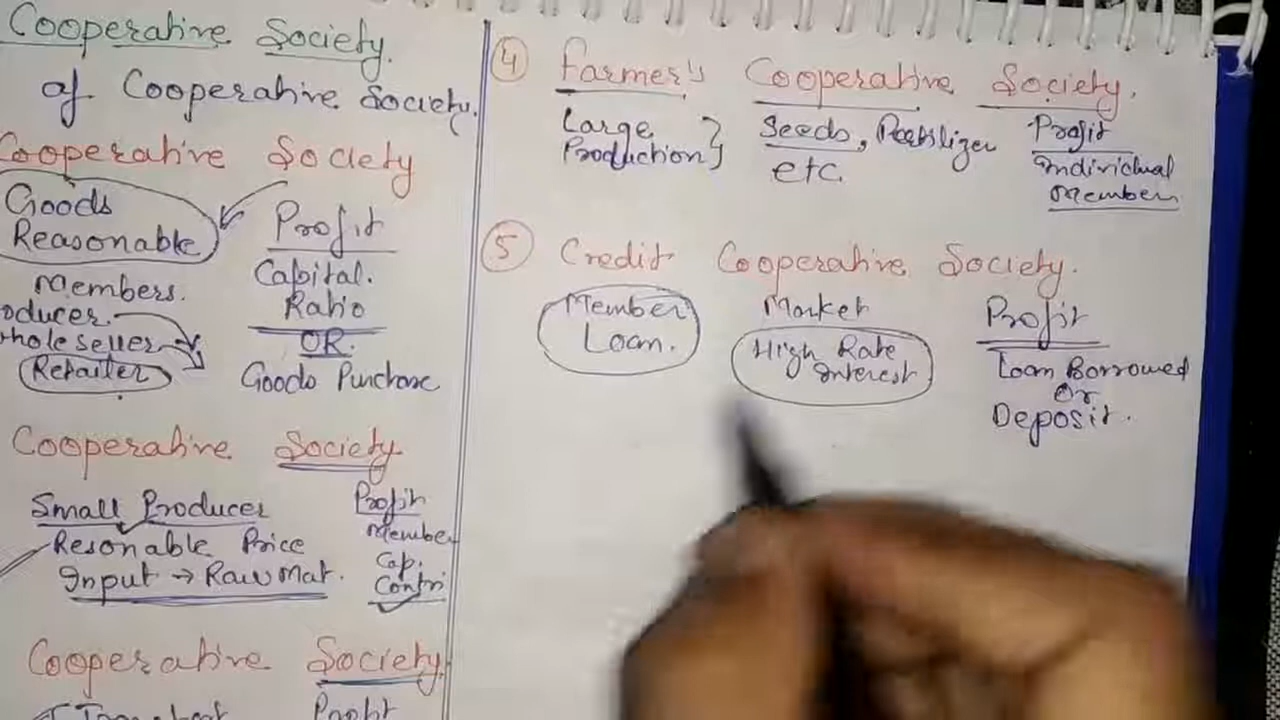 Cooperative Society.
of Cooperative Society.
Cooperative Society
Goods
Reasonable
Profit
Capital.
Ratio
OR.
Goods Purchase
Members.
oducer
hole seller
Retailer
Cooperative Society
Small Producer
Resonable Price
Input → Raw Mat.
Profit
Member
Cap.
Contri
Cooperative Society
Profit
4 Farmer's Cooperative Society.
Large
Production
Seeds, Fertilizer
etc.
Profit
Individual
Member
5 Credit Cooperative Society.
Member
Loan.
Market
High Rate
Interest
Profit
Loan Borrowed
Or
Deposit.